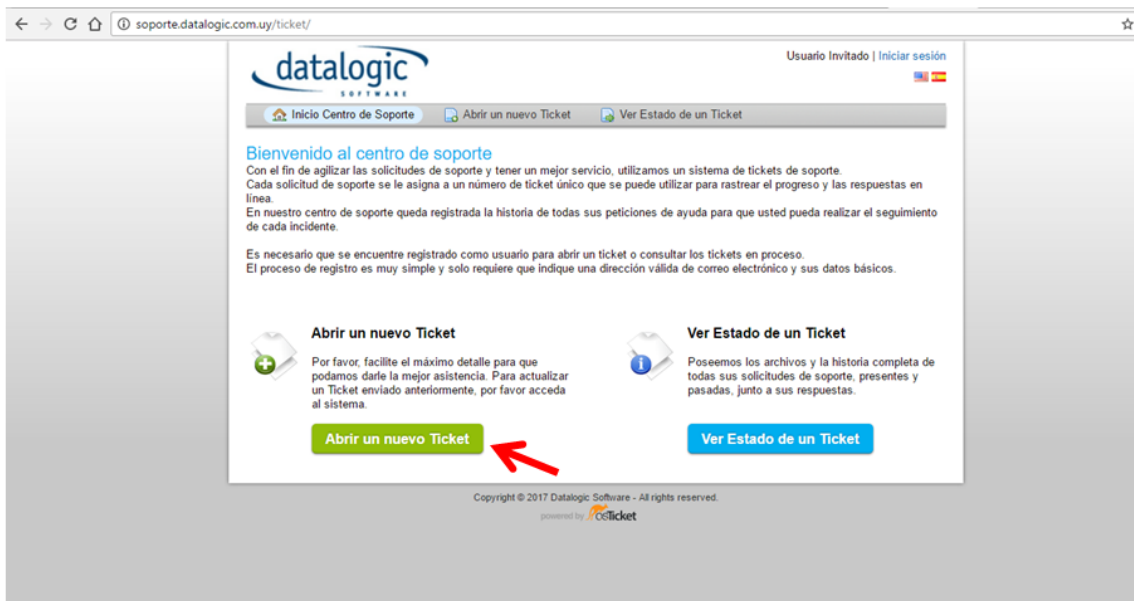 soporte.datalogic.com.uy/ticket/
datalogic
SOFTWARE
Usuario Invitado | Iniciar sesión
Inicio Centro de Soporte
Abrir un nuevo Ticket
Ver Estado de un Ticket
Bienvenido al centro de soporte
Con el fin de agilizar las solicitudes de soporte y tener un mejor servicio, utilizamos un sistema de tickets de soporte.
Cada solicitud de soporte se le asigna a un número de ticket único que se puede utilizar para rastrear el progreso y las respuestas en
línea.
En nuestro centro de soporte queda registrada la historia de todas sus peticiones de ayuda para que usted pueda realizar el seguimiento
de cada incidente.
Es necesario que se encuentre registrado como usuario para abrir un ticket o consultar los tickets en proceso.
El proceso de registro es muy simple y solo requiere que indique una dirección válida de correo electrónico y sus datos básicos.
Abrir un nuevo Ticket
Por favor, facilite el máximo detalle para que
podamos darle la mejor asistencia. Para actualizar
un Ticket enviado anteriormente, por favor acceda
al sistema.
Abrir un nuevo Ticket
Ver Estado de un Ticket
Poseemos los archivos y la historia completa de
todas sus solicitudes de soporte, presentes y
pasadas, junto a sus respuestas.
Ver Estado de un Ticket
Copyright © 2017 Datalogic Software - All rights reserved.
powered by osTicket